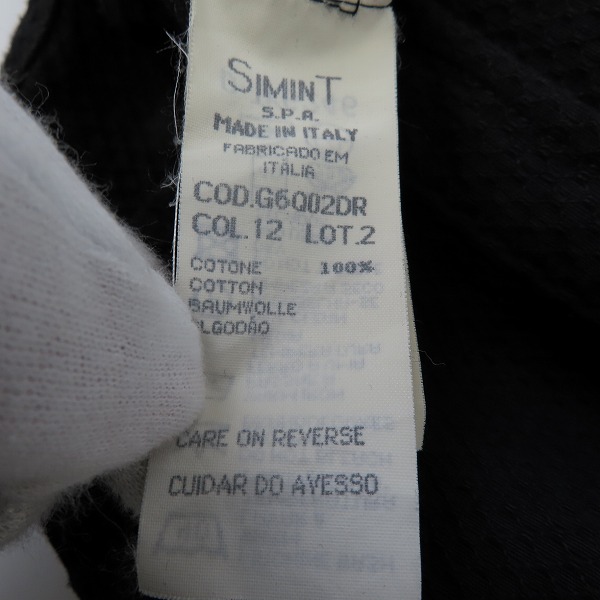 SIMINT
S.P.A.
MADE IN ITALY
FABRICADO EM
ITÁLIA
COD.G6Q02DR
COL.12 LOT.2
COTONE 100%
COTTON
BAUMWOLLE
ALGODÃO
CARE ON REVERSE
CUIDAR DO AVESSO